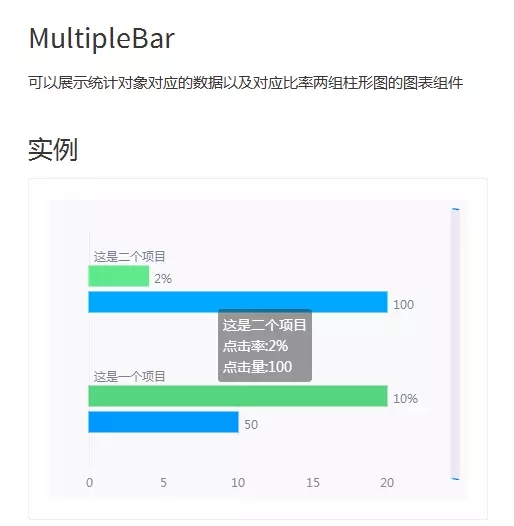 MultipleBar
可以展示统计对象对应的数据以及对应比率两组柱形图的图表组件
实例
这是二个项目
2%
100
这是二个项目
点击率:2%
点击量:100
这是一个项目
10%
50
0 5 10 15 20